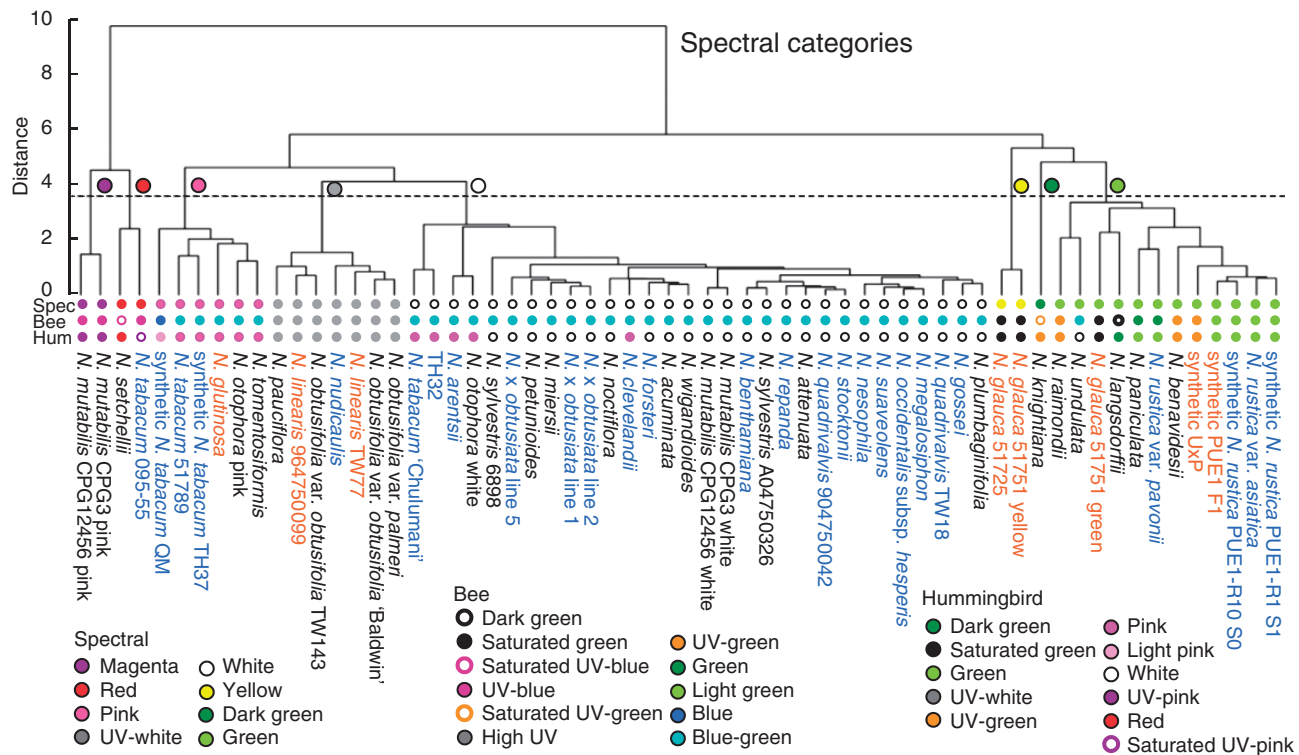 Spectral categories
Distance
10
8
6
4
2
0
Spec
Bee
Hum
N. mutabilis CPG12456 pink
N. mutabilis CPG3 pink
N. setchellii
N. tabacum 095-55
synthetic N. tabacum QM
N. tabacum 51789
synthetic N. tabacum TH37
N. glutinosa
N. otophora pink
N. tomentosiformis
N. pauciflora
N. linearis 964750099
N. obtusifolia var. obtusifolia TW143
N. nudicaulis
N. linearis TW77
N. obtusifolia var. obtusifolia 'Baldwin'
N. obtusifolia var. palmeri
N. tabacum 'Chulumani'
TH32
N. arentsii
N. otophora white
N. sylvestris 6898
N. x obtusiata line 5
N. petunioides
N. miersii
N. x obtusiata line 1
N. x obtusiata line 2
N. noctiflora
N. clevelandii
N. forsteri
N. acuminata
N. wigandioides
N. mutabilis CPG12456 white
N. mutabilis CPG3 white
N. benthamiana
N. sylvestris A04750326
N. repanda
N. attenuata
N. quadrivalvis 904750042
N. stocktonii
N. nesophila
N. suaveolens
N. occidentalis subsp. hesperis
N. megalosiphon
N. quadrivalvis TW18
N. gossei
N. plumbaginifolia
N. glauca 51725
N. glauca 51751 yellow
N. knightiana
N. raimondii
N. undulata
N. glauca 51751 green
N. langsdorffii
N. paniculata
N. rustica var. pavonii
N. benavidesii
synthetic UxP
synthetic PUE1 F1
synthetic N. rustica PUE1-R10 S0
N. rustica var. asiatica
synthetic N. rustica PUE1-R1 S1
Spectral
Magenta
Red
Pink
UV-white
White
Yellow
Dark green
Green
Bee
Dark green
Saturated green
Saturated UV-blue
UV-blue
Saturated UV-green
High UV
UV-green
Green
Light green
Blue
Blue-green
Hummingbird
Dark green
Saturated green
Green
UV-white
UV-green
Pink
Light pink
White
UV-pink
Red
Saturated UV-pink